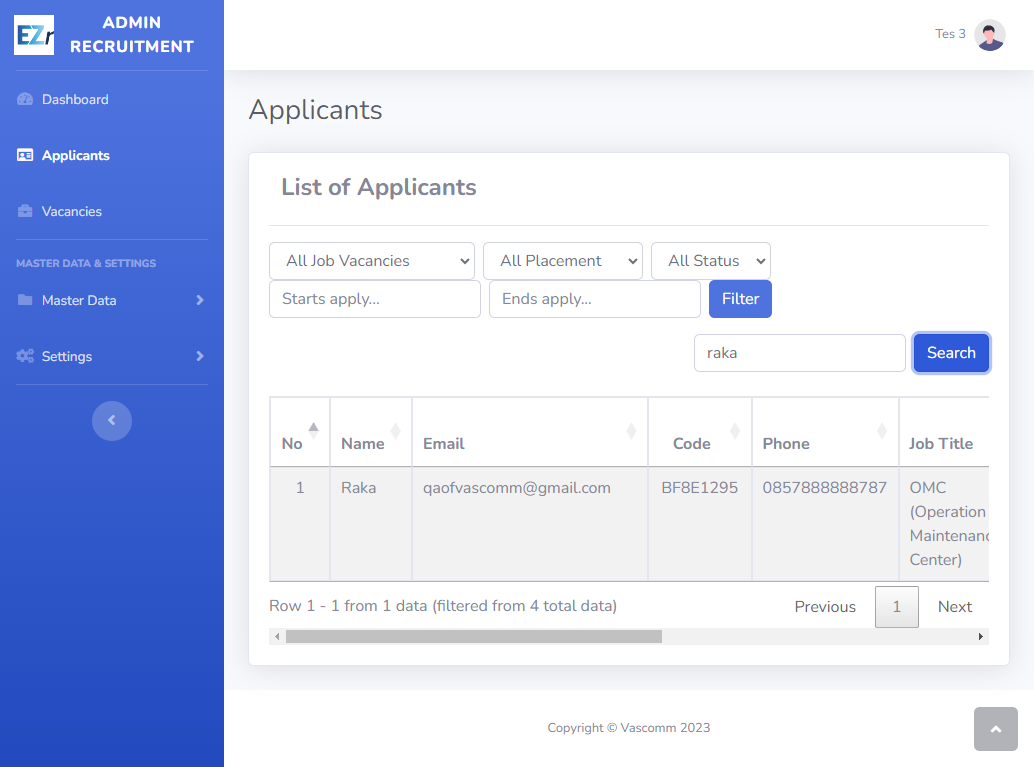 EZr
ADMIN
RECRUITMENT
Tes 3
Dashboard
Applicants
Vacancies
MASTER DATA & SETTINGS
Master Data
Settings
Applicants
List of Applicants
All Job Vacancies All Placement All Status
Starts apply... Ends apply... Filter
raka Search
No Name Email Code Phone Job Title
1 Raka qaofvascomm@gmail.com BF8E1295 0857888888787 OMC
(Operation
Maintenanc
Center)
Row 1 - 1 from 1 data (filtered from 4 total data)
Previous 1 Next
Copyright © Vascomm 2023